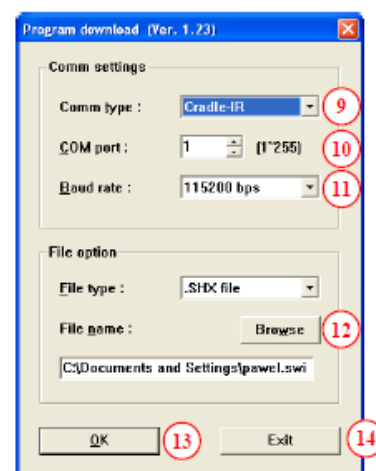 Program download (Ver. 1.23)
Comm settings
Comm type : Cradle-IR 9
COM port : 1 (1~255) 10
Baud rate : 115200 bps 11
File option
File type : .SHX file
File name : Browse 12
C:\Documents and Settings\pawel.swi
OK 13 Exit 14